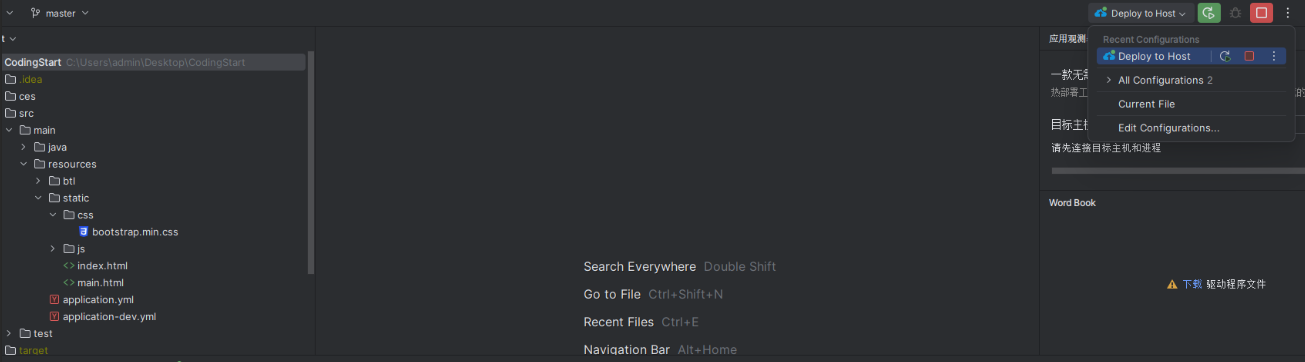 master
Deploy to Host
t
CodingStart C:\Users\admin\Desktop\CodingStart
.idea
ces
src
main
java
resources
btl
static
css
bootstrap.min.css
js
index.html
main.html
application.yml
application-dev.yml
test
target
Search Everywhere Double Shift
Go to File Ctrl+Shift+N
Recent Files Ctrl+E
Navigation Bar Alt+Home
Recent Configurations
Deploy to Host
All Configurations 2
Current File
Edit Configurations...
应用观测
一款无
热部署工
的
目标主机
请先连接目标主机和进程
Word Book
下载 驱动程序文件